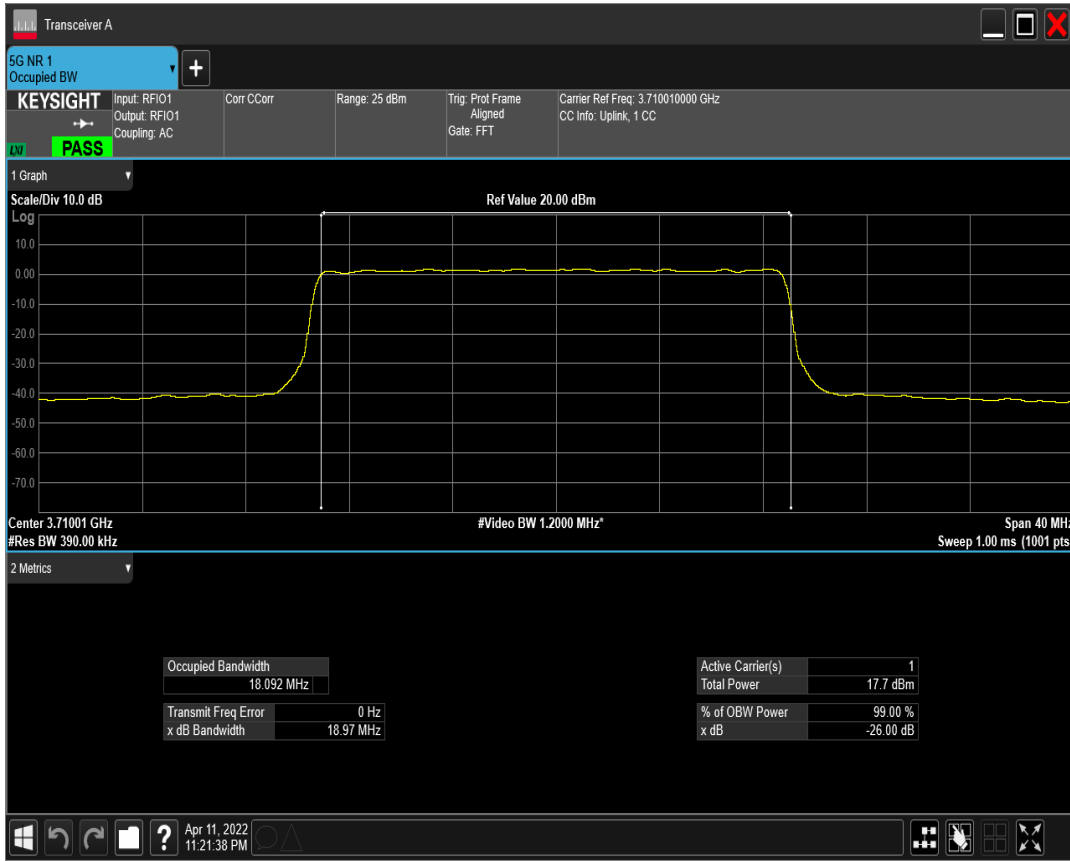 Transceiver A
5G NR 1
Occupied BW
+
KEYSIGHT
Input: RFIO1
Output: RFIO1
Coupling: AC
Corr CCorr
Range: 25 dBm
Trig: Prot Frame
Aligned
Gate: FFT
Carrier Ref Freq: 3.710010000 GHz
CC Info: Uplink, 1 CC
LXI
PASS
1 Graph
Scale/Div 10.0 dB
Ref Value 20.00 dBm
Log
10.0
0.00
-10.0
-20.0
-30.0
-40.0
-50.0
-60.0
-70.0
Center 3.71001 GHz
#Video BW 1.2000 MHz*
Span 40 MHz
#Res BW 390.00 kHz
Sweep 1.00 ms (1001 pts
2 Metrics
Occupied Bandwidth
18.092 MHz
Transmit Freq Error 0 Hz
x dB Bandwidth 18.97 MHz
Active Carrier(s) 1
Total Power 17.7 dBm
% of OBW Power 99.00 %
x dB -26.00 dB
?
Apr 11, 2022
11:21:38 PM